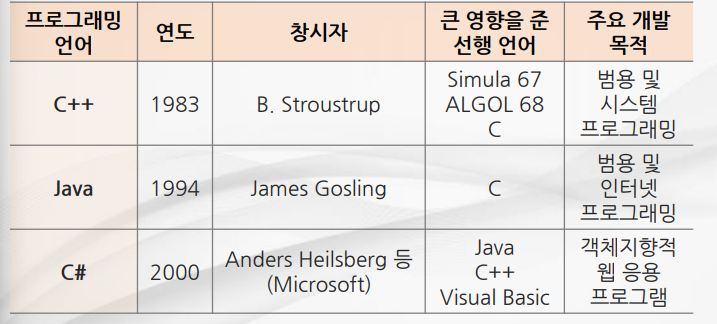 프로그래밍
언어
연도
창시자
큰 영향을 준
선행 언어
주요 개발
목적
C++
1983
B. Stroustrup
Simula 67
ALGOL 68
C
범용 및
시스템
프로그래밍
Java
1994
James Gosling
C
범용 및
인터넷
프로그래밍
C#
2000
Anders Heilsberg 등
(Microsoft)
Java
C++
Visual Basic
객체지향적
웹 응용
프로그램